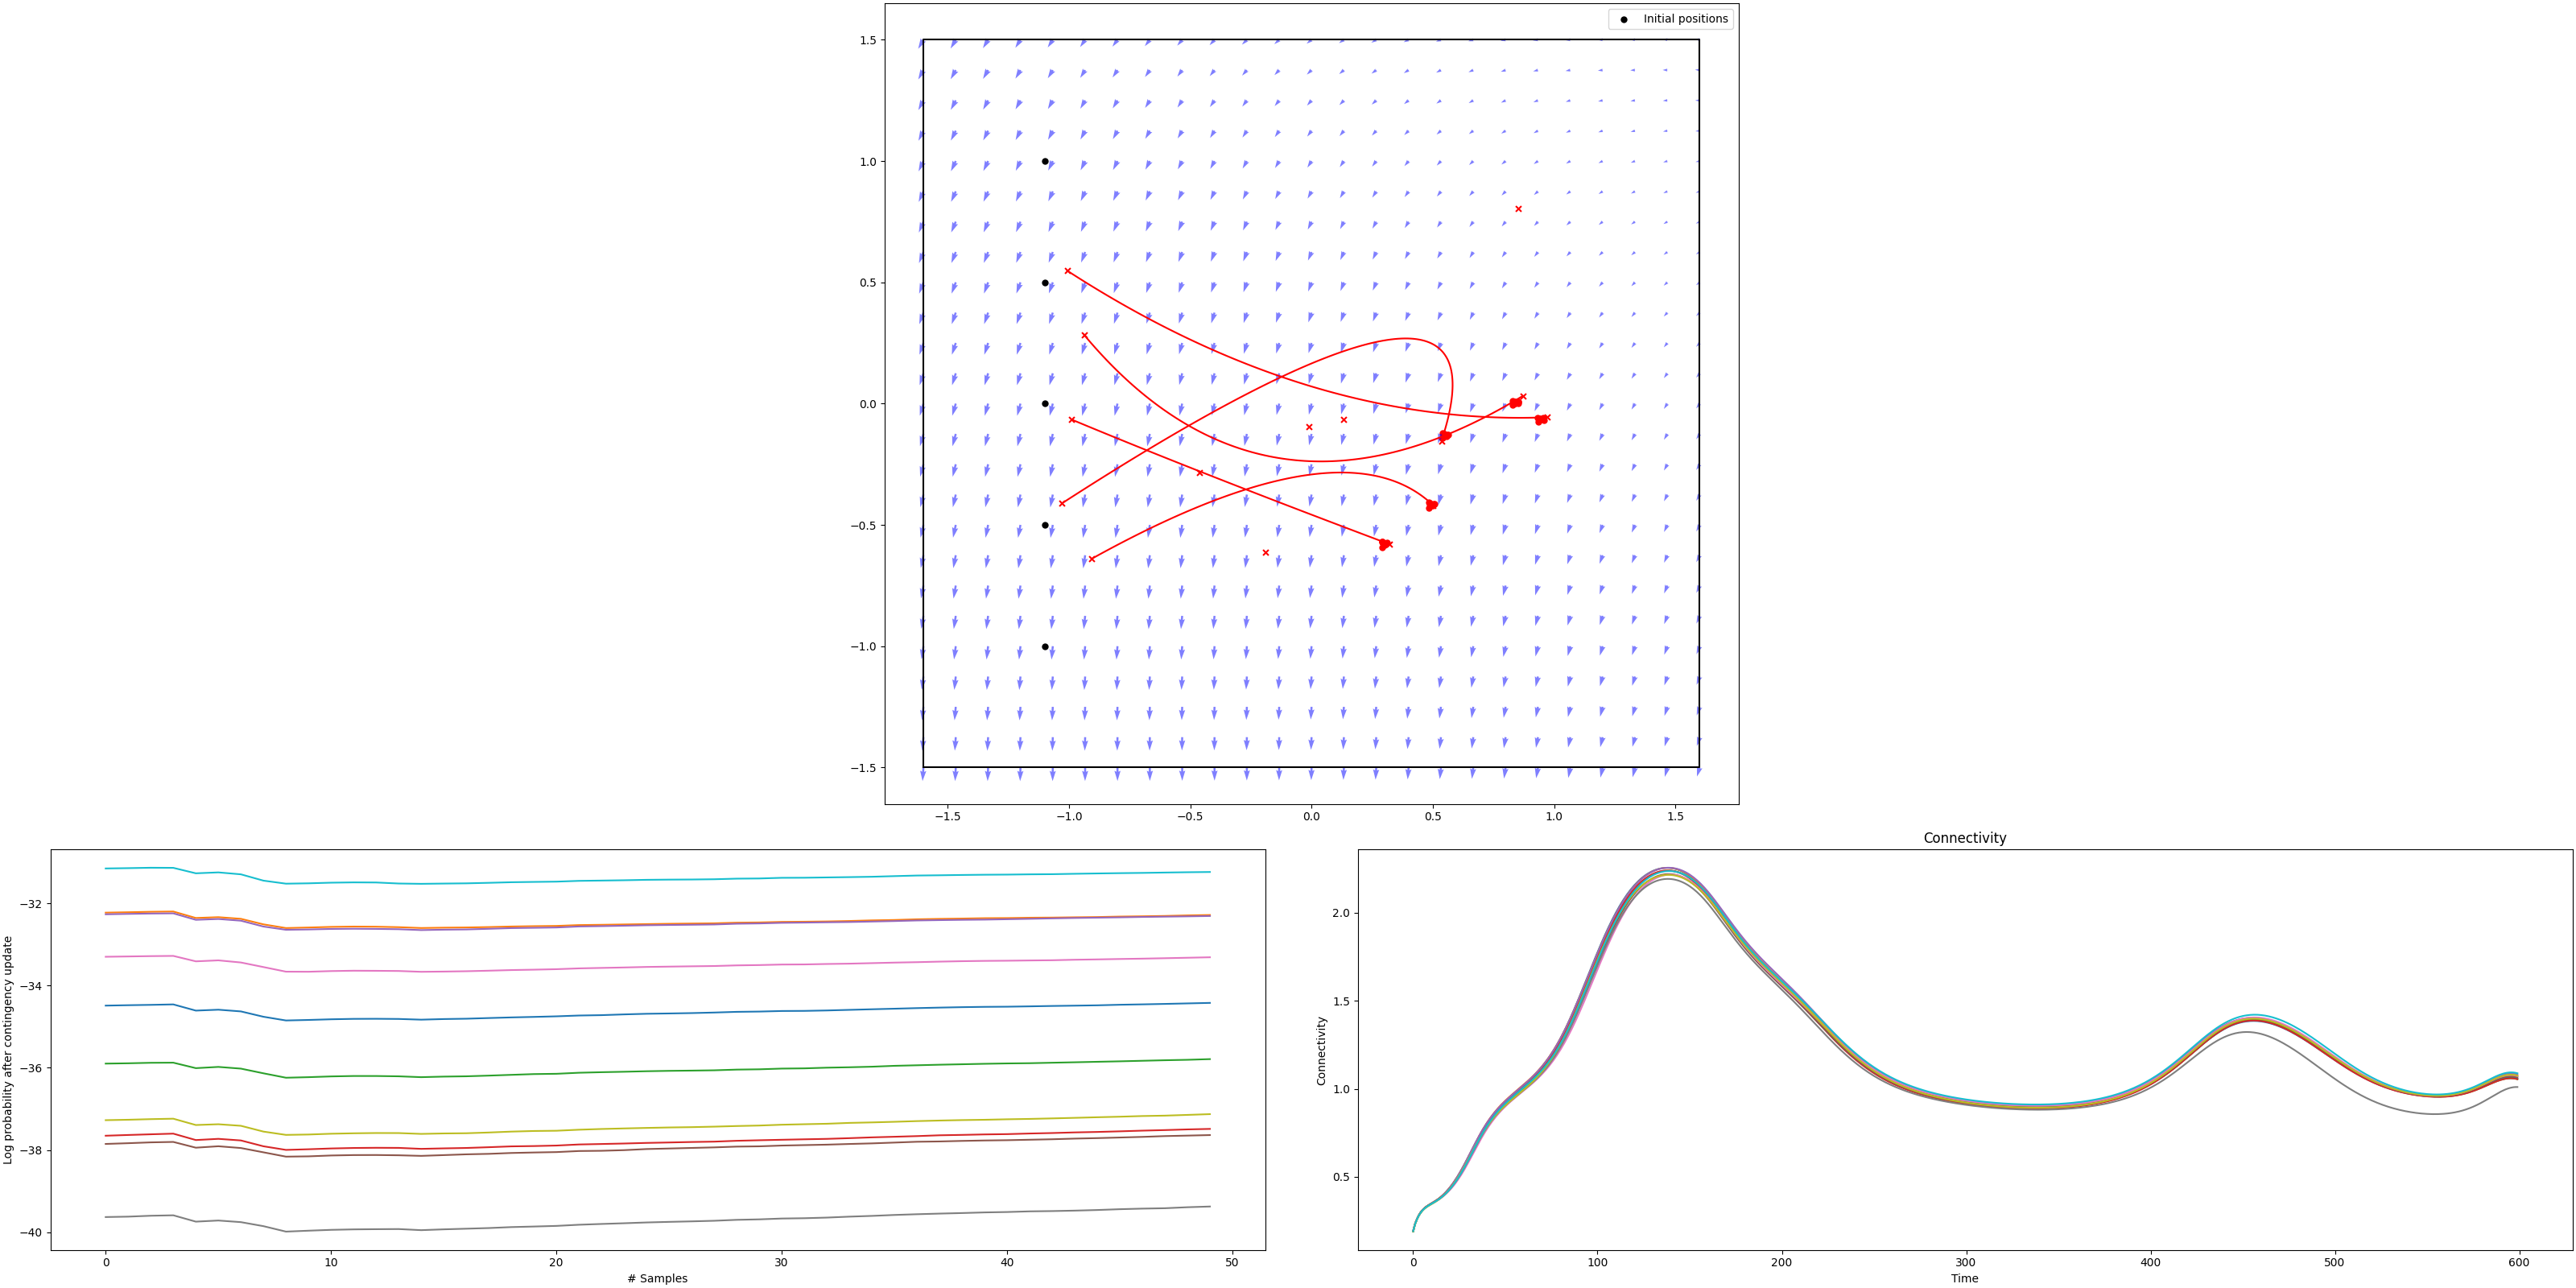 Initial positions
1.5
1.0
0.5
0.0
−0.5
−1.0
−1.5
−1.5 −1.0 −0.5 0.0 0.5 1.0 1.5
Log probability after contingency update
−32
−34
−36
−38
−40
0 10 20 30 40 50
# Samples
Connectivity
Connectivity
2.0
1.5
1.0
0.5
0 100 200 300 400 500 600
Time